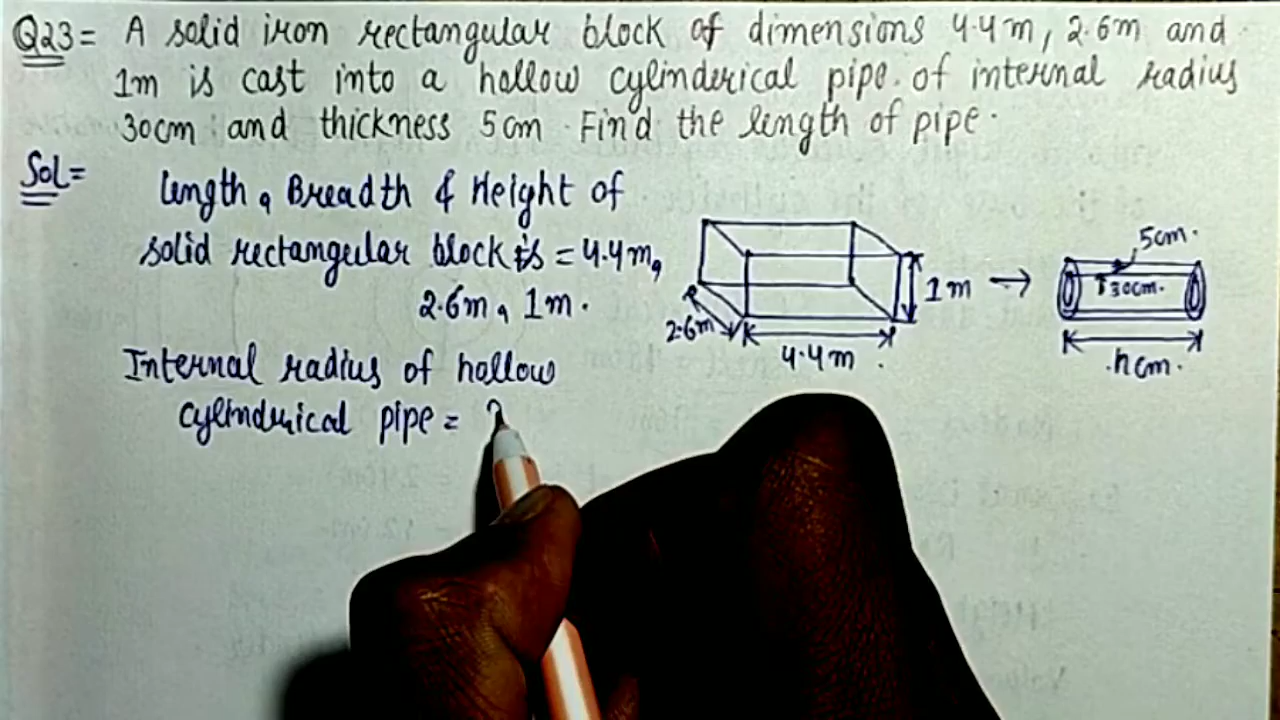 Q23= A solid iron rectangular block of dimensions 4.4m, 2.6m and
1m is cast into a hollow cylinderical pipe. of internal radius
30cm and thickness 5cm. Find the length of pipe.
Sol=
length, Breadth & Height of
solid rectangular block is = 4.4m,
2.6m, 1m.
5cm.
30cm.
1m →
2.6m
4.4m
hcm.
Internal radius of hollow
cylinderical pipe =